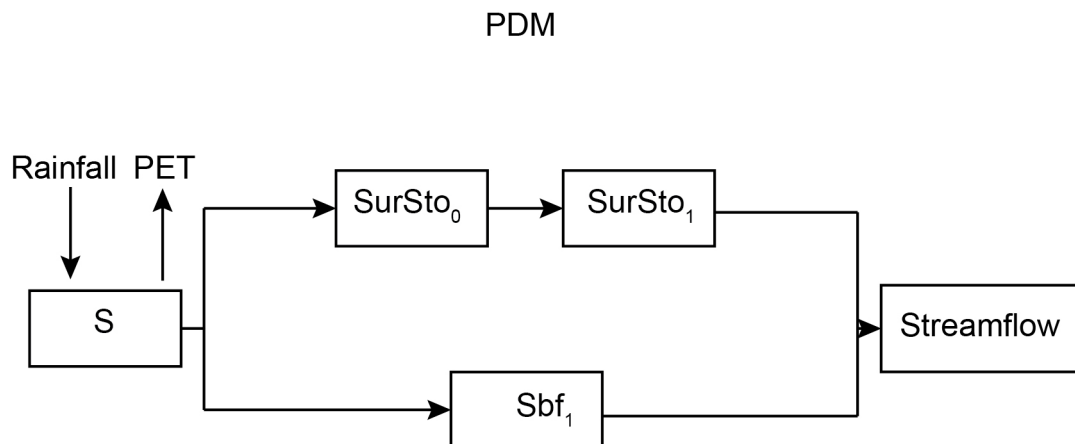 PDM
Rainfall PET
SurSto₀
SurSto₁
S
Streamflow
Sbf₁